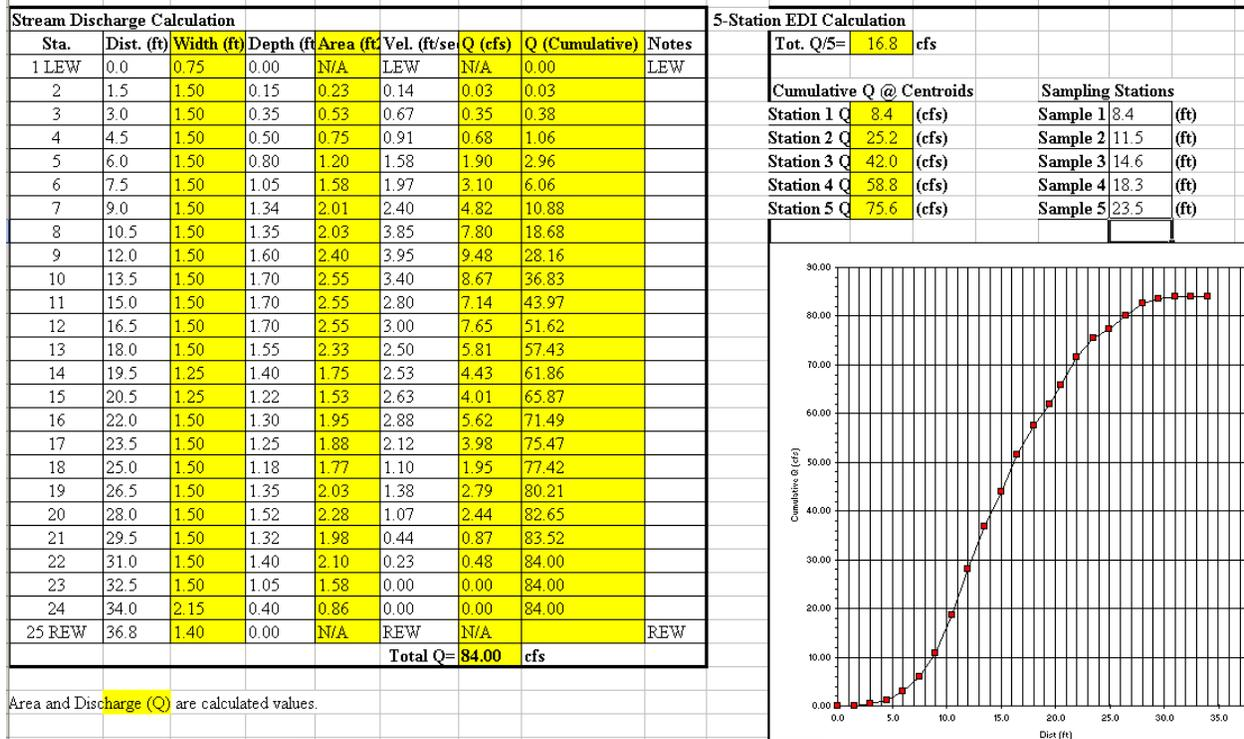 Stream Discharge Calculation
Sta. Dist. (ft) Width (ft) Depth (ft Area (ft2 Vel. (ft/se Q (cfs) Q (Cumulative) Notes
1 LEW 0.0 0.75 0.00 N/A LEW N/A 0.00 LEW
2 1.5 1.50 0.15 0.23 0.14 0.03 0.03
3 3.0 1.50 0.35 0.53 0.67 0.35 0.38
4 4.5 1.50 0.50 0.75 0.91 0.68 1.06
5 6.0 1.50 0.80 1.20 1.58 1.90 2.96
6 7.5 1.50 1.05 1.58 1.97 3.10 6.06
7 9.0 1.50 1.34 2.01 2.40 4.82 10.88
8 10.5 1.50 1.35 2.03 3.85 7.80 18.68
9 12.0 1.50 1.60 2.40 3.95 9.48 28.16
10 13.5 1.50 1.70 2.55 3.40 8.67 36.83
11 15.0 1.50 1.70 2.55 2.80 7.14 43.97
12 16.5 1.50 1.70 2.55 3.00 7.65 51.62
13 18.0 1.50 1.55 2.33 2.50 5.81 57.43
14 19.5 1.25 1.40 1.75 2.53 4.43 61.86
15 20.5 1.25 1.22 1.53 2.63 4.01 65.87
16 22.0 1.50 1.30 1.95 2.88 5.62 71.49
17 23.5 1.50 1.25 1.88 2.12 3.98 75.47
18 25.0 1.50 1.18 1.77 1.10 1.95 77.42
19 26.5 1.50 1.35 2.03 1.38 2.79 80.21
20 28.0 1.50 1.52 2.28 1.07 2.44 82.65
21 29.5 1.50 1.32 1.98 0.44 0.87 83.52
22 31.0 1.50 1.40 2.10 0.23 0.48 84.00
23 32.5 1.50 1.05 1.58 0.00 0.00 84.00
24 34.0 2.15 0.40 0.86 0.00 0.00 84.00
25 REW 36.8 1.40 0.00 N/A REW N/A REW
Total Q= 84.00 cfs
Area and Discharge (Q) are calculated values.
5-Station EDI Calculation
Tot. Q/5= 16.8 cfs
Cumulative Q @ Centroids
Station 1 Q 8.4 (cfs)
Station 2 Q 25.2 (cfs)
Station 3 Q 42.0 (cfs)
Station 4 Q 58.8 (cfs)
Station 5 Q 75.6 (cfs)
Sampling Stations
Sample 1 8.4 (ft)
Sample 2 11.5 (ft)
Sample 3 14.6 (ft)
Sample 4 18.3 (ft)
Sample 5 23.5 (ft)
90.00
80.00
70.00
60.00
50.00
40.00
30.00
20.00
10.00
0.00
Cumulative Q (cfs)
0.0 5.0 10.0 15.0 20.0 25.0 30.0 35.0
Dist (ft)